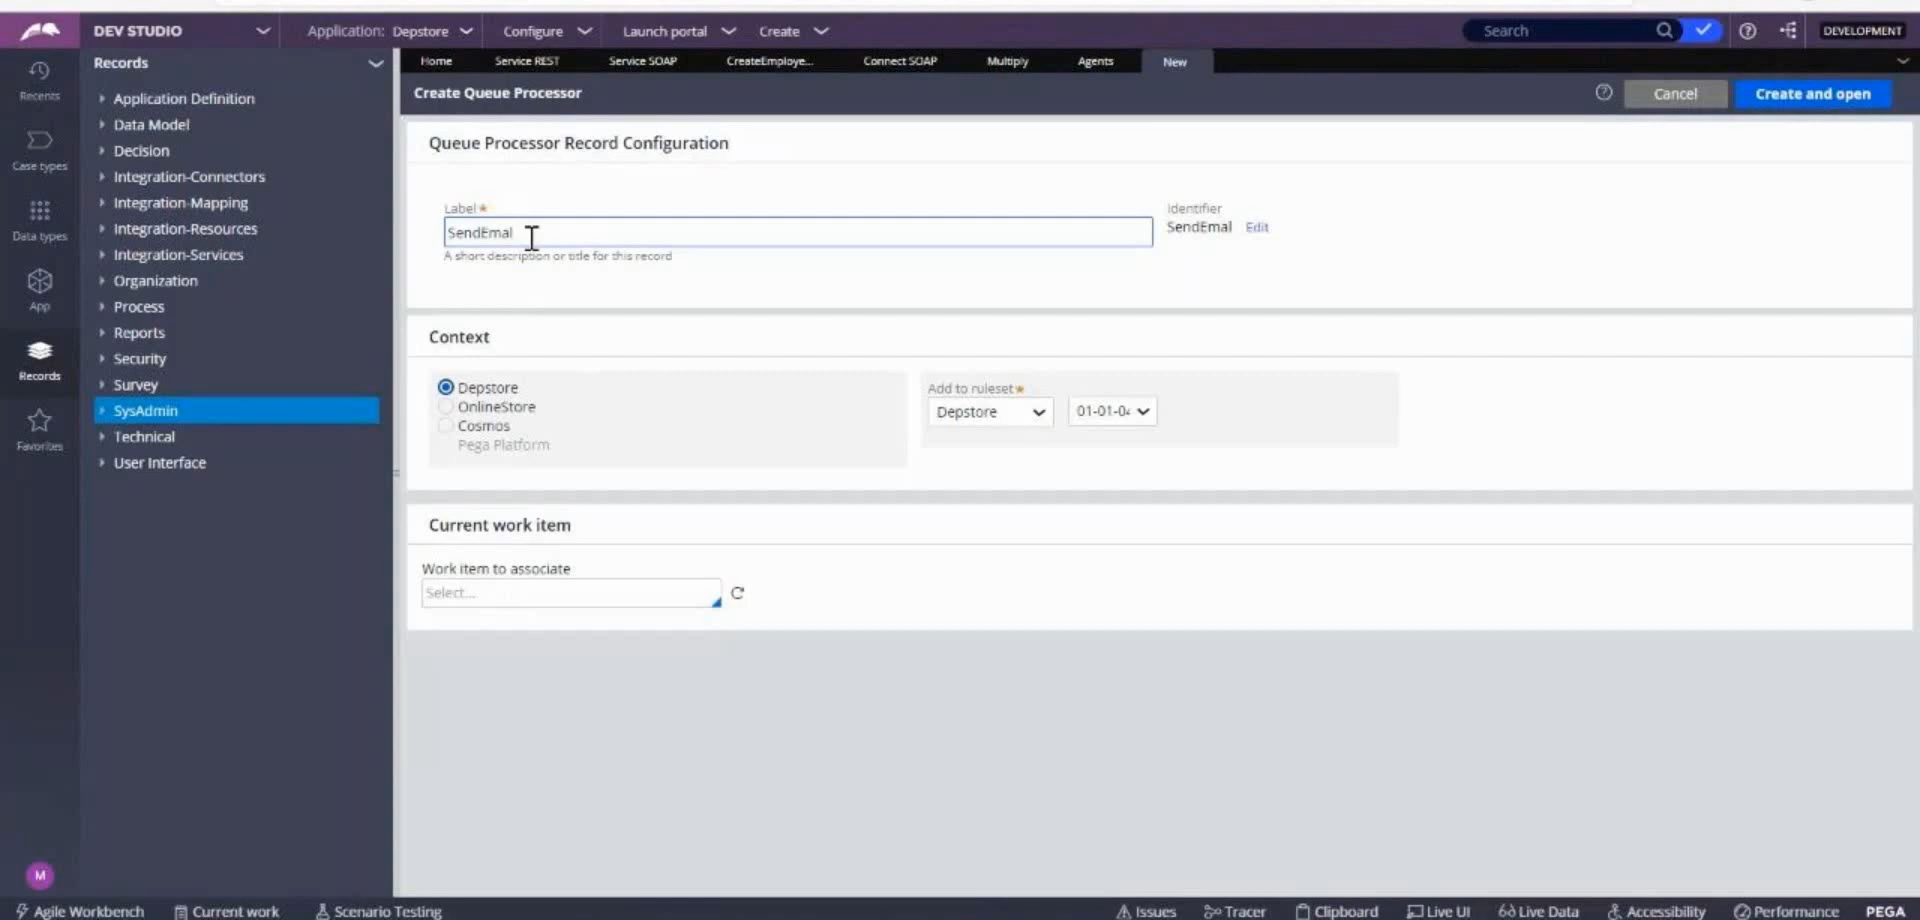 DEV STUDIO
Application: Depstore
Configure
Launch portal
Create
Search
DEVELOPMENT
Recents
Case types
Data types
App
Records
Favorites
M
Records
Application Definition
Data Model
Decision
Integration-Connectors
Integration-Mapping
Integration-Resources
Integration-Services
Organization
Process
Reports
Security
Survey
SysAdmin
Technical
User Interface
Home
Service REST
Service SOAP
CreateEmploye...
Connect SOAP
Multiply
Agents
New
Create Queue Processor
Cancel
Create and open
Queue Processor Record Configuration
Label★
SendEmal
A short description or title for this record
Identifier
SendEmal Edit
Context
Depstore
OnlineStore
Cosmos
Pega Platform
Add to ruleset★
Depstore
01-01-04
Current work item
Work item to associate
Select...
Agile Workbench
Current work
Scenario Testing
Issues
Tracer
Clipboard
Live UI
Live Data
Accessibility
Performance
PEGA